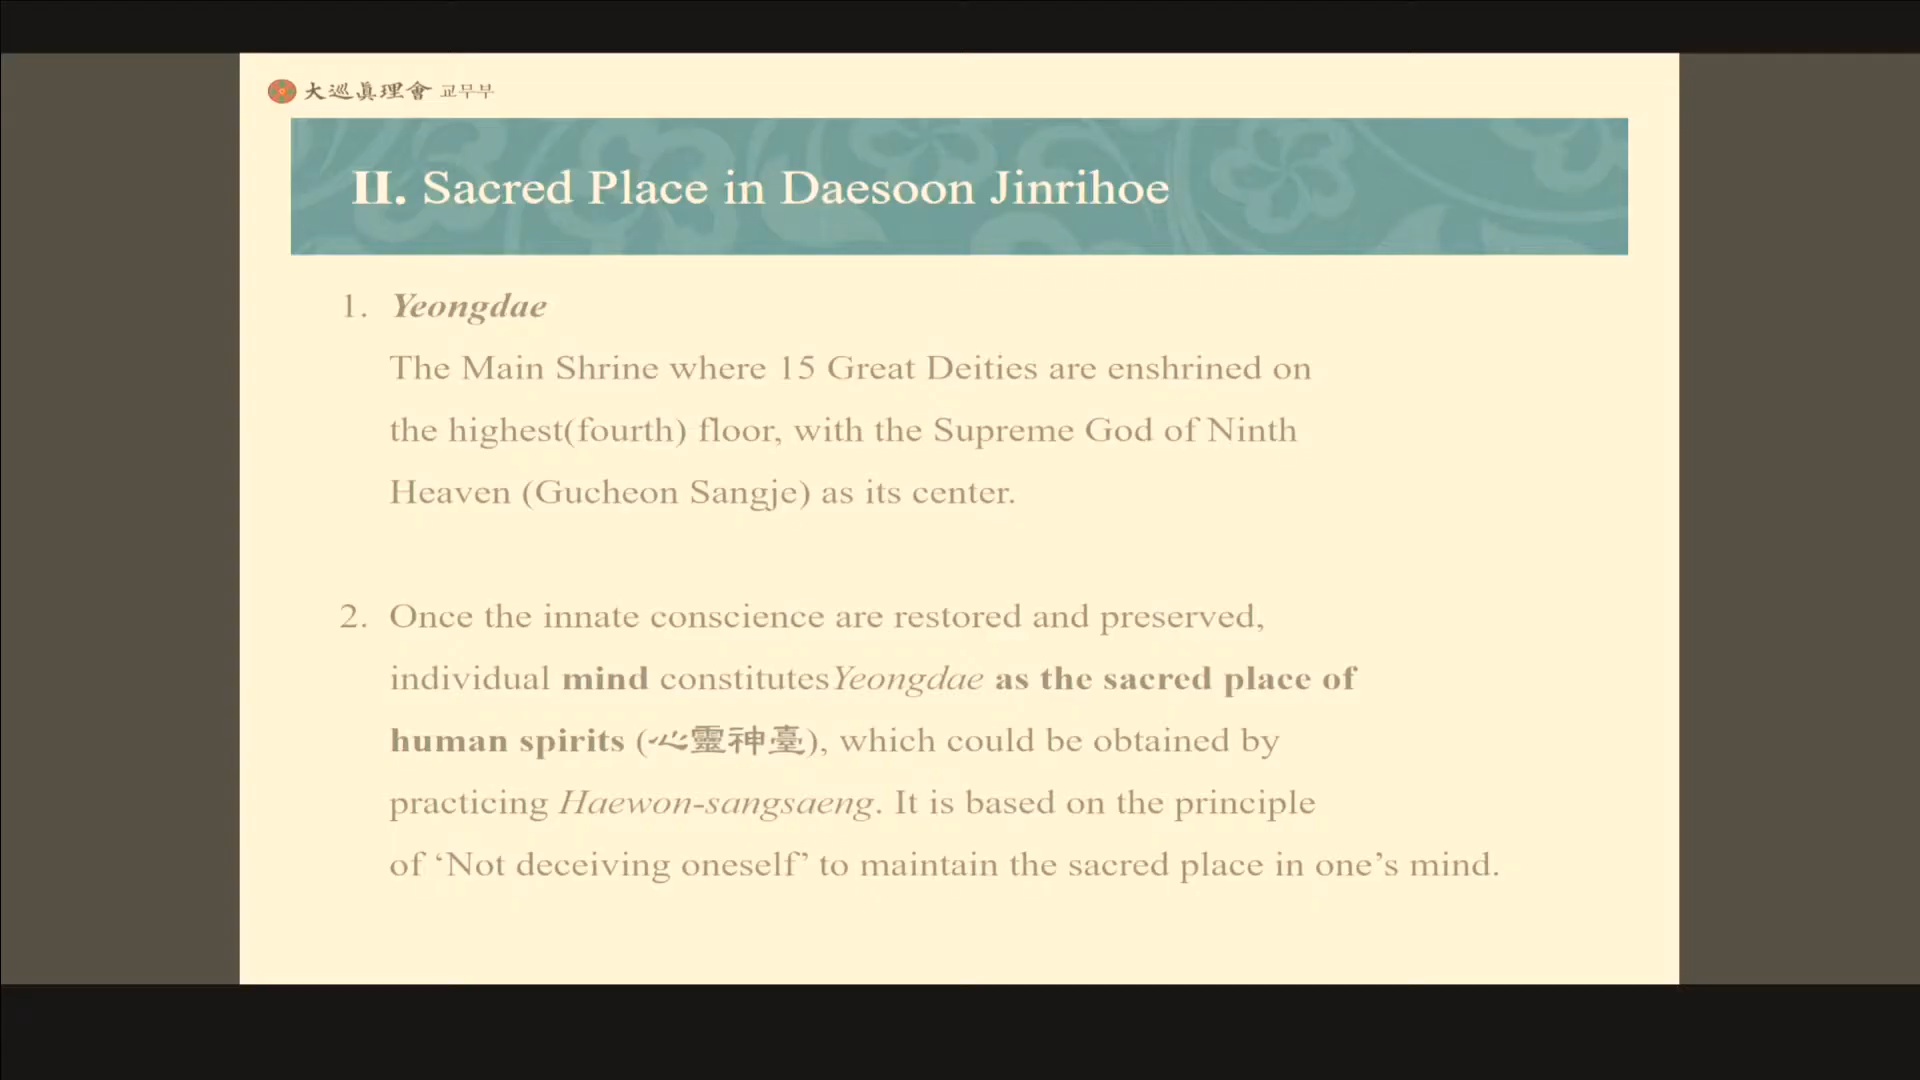 大巡眞理會 교무부
II. Sacred Place in Daesoon Jinrihoe
1. Yeongdae
The Main Shrine where 15 Great Deities are enshrined on
the highest(fourth) floor, with the Supreme God of Ninth
Heaven (Gucheon Sangje) as its center.
2. Once the innate conscience are restored and preserved,
individual mind constitutesYeongdae as the sacred place of
human spirits (心靈神臺), which could be obtained by
practicing Haewon-sangsaeng. It is based on the principle
of ‘Not deceiving oneself’ to maintain the sacred place in one’s mind.